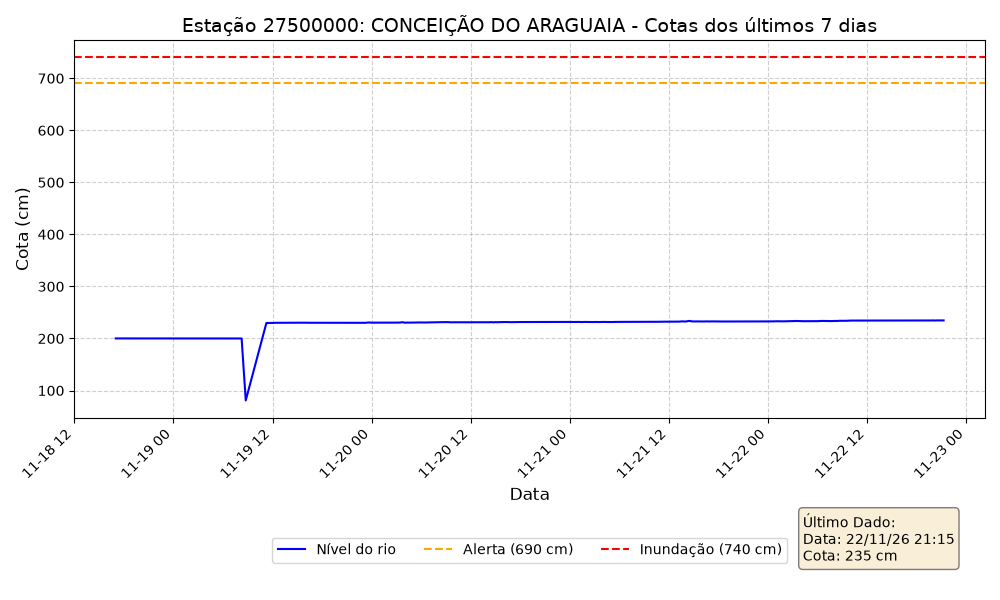 Estação 27500000: CONCEIÇÃO DO ARAGUAIA - Cotas dos últimos 7 dias
700
600
500
400
300
200
100
Cota (cm)
11-18 12
11-19 00
11-19 12
11-20 00
11-20 12
11-21 00
11-21 12
11-22 00
11-22 12
11-23 00
Data
Nível do rio
Alerta (690 cm)
Inundação (740 cm)
Último Dado:
Data: 22/11/26 21:15
Cota: 235 cm